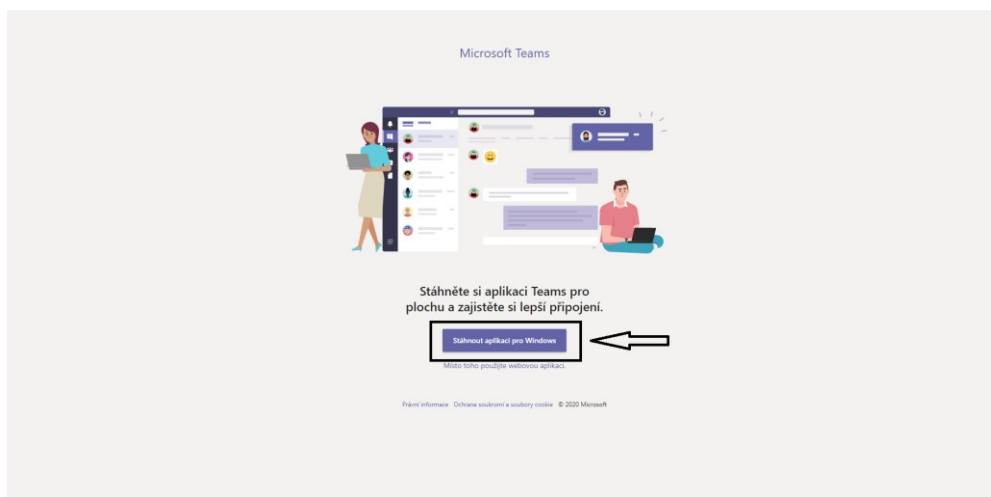 Microsoft Teams
Stáhněte si aplikaci Teams pro
plochu a zajistěte si lepší připojení.
Stáhnout aplikaci pro Windows
Místo toho použijte webovou aplikaci.
Právní informace Ochrana soukromí a soubory cookie © 2020 Microsoft